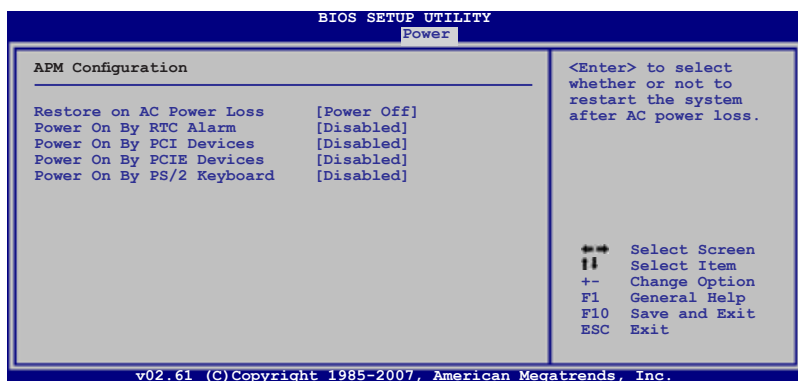 BIOS SETUP UTILITY
Power
APM Configuration
Restore on AC Power Loss [Power Off]
Power On By RTC Alarm [Disabled]
Power On By PCI Devices [Disabled]
Power On By PCIE Devices [Disabled]
Power On By PS/2 Keyboard [Disabled]
<Enter> to select
whether or not to
restart the system
after AC power loss.
Select Screen
Select Item
+- Change Option
F1 General Help
F10 Save and Exit
ESC Exit
v02.61 (C)Copyright 1985-2007, American Megatrends, Inc.